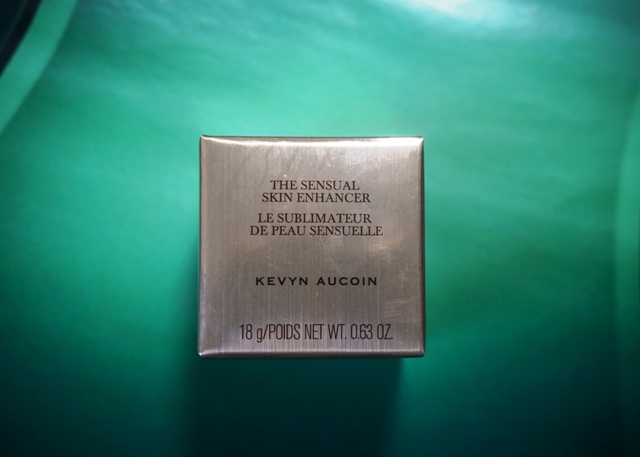 THE SENSUAL
SKIN ENHANCER
LE SUBLIMATEUR
DE PEAU SENSUELLE
KEVYN AUCOIN
18 g/POIDS NET WT. 0.63 OZ.